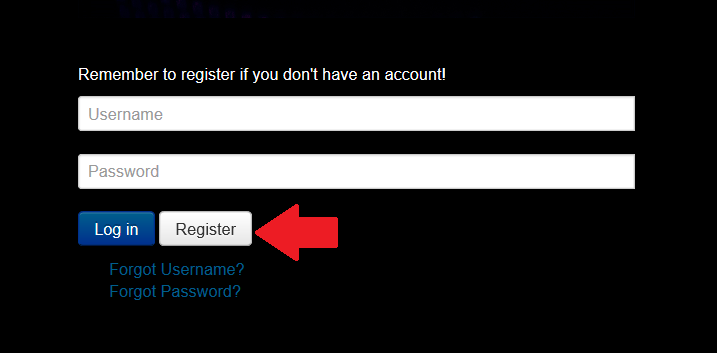 Remember to register if you don't have an account!
Username
Password
Log in Register
Forgot Username?
Forgot Password?